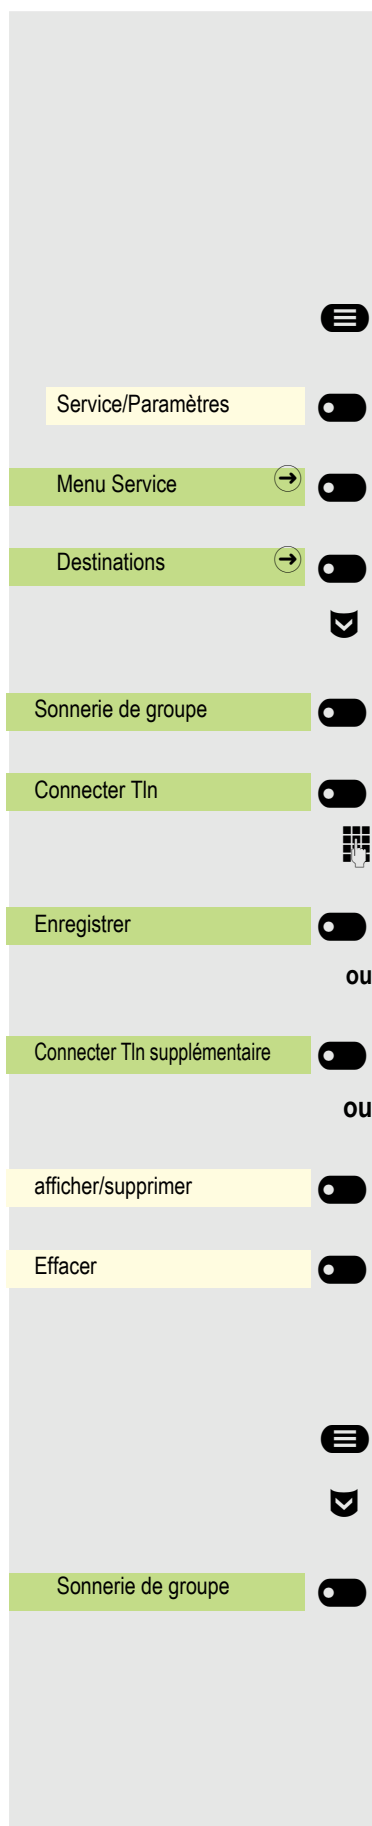 Service/Paramètres
Menu Service
Destinations
Sonnerie de groupe
Connecter Tln
Enregistrer
ou
Connecter Tln supplémentaire
ou
afficher/supprimer
Effacer
Sonnerie de groupe